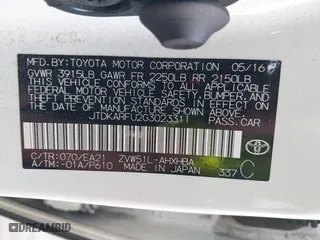 MFD. BY: TOYOTA MOTOR CORPORATION 05/16
GVWR 3915LB GAWR FR 2250LB RR 2150LB
THIS VEHICLE CONFORMS TO ALL APPLICABLE
FEDERAL MOTOR VEHICLE SAFETY, BUMPER, AND
THEFT PREVENTION STANDARDS IN EFFECT ON
THE DATE OF MANUFACTURE SHOWN ABOVE.
JTDKARFU263023311 PASS.CAR
C/TR:070/EA21 ZVW51L-AHXHBA C
A/TM:-01A/P610 MADE IN JAPAN 337
TOYOTA